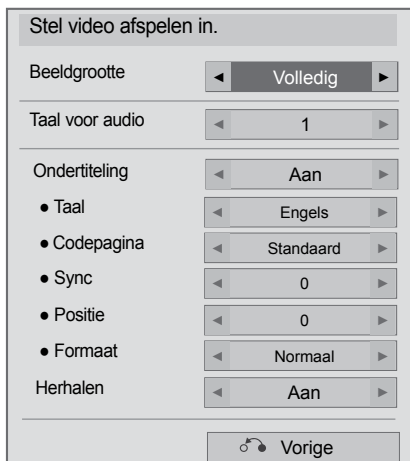 Stel video afspelen in.
Beeldgrootte ◄ Volledig ►
Taal voor audio ◄ 1 ►
Ondertiteling ◄ Aan ►
● Taal ◄ Engels ►
● Codepagina ◄ Standaard ►
● Sync ◄ 0 ►
● Positie ◄ 0 ►
● Formaat ◄ Normaal ►
Herhalen ◄ Aan ►
Vorige